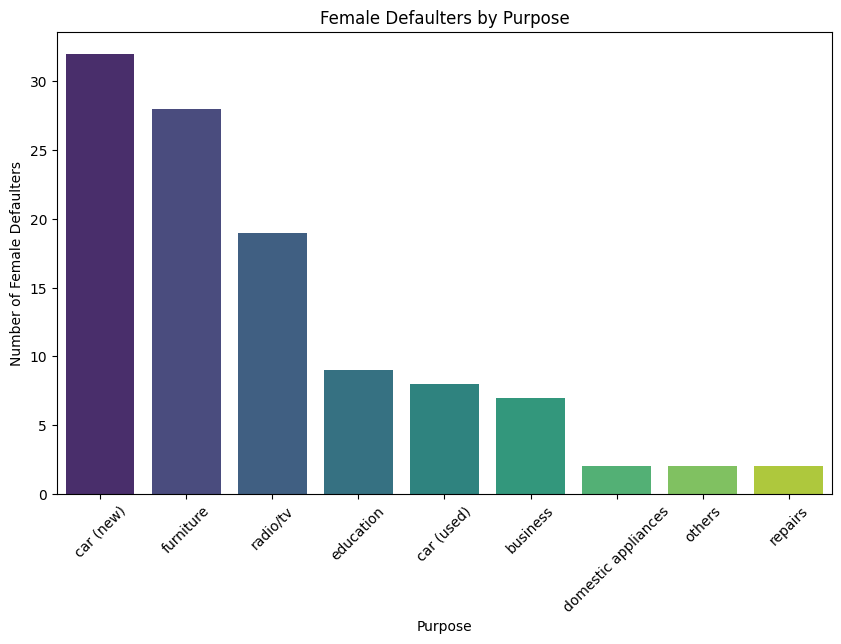 Female Defaulters by Purpose
Number of Female Defaulters
30
25
20
15
10
5
0
car (new)
furniture
radio/tv
education
car (used)
business
domestic appliances
others
repairs
Purpose